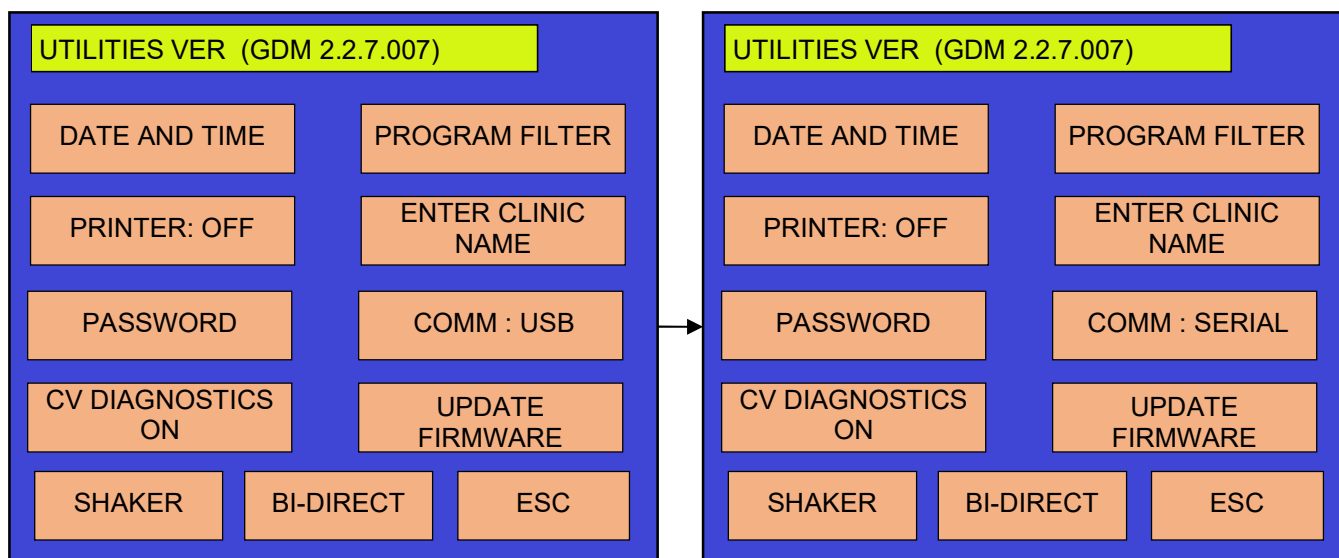 UTILITIES VER (GDM 2.2.7.007)
DATE AND TIME
PROGRAM FILTER
PRINTER: OFF
ENTER CLINIC
NAME
PASSWORD
COMM : USB
CV DIAGNOSTICS
ON
UPDATE
FIRMWARE
SHAKER
BI-DIRECT
ESC
UTILITIES VER (GDM 2.2.7.007)
DATE AND TIME
PROGRAM FILTER
PRINTER: OFF
ENTER CLINIC
NAME
PASSWORD
COMM : SERIAL
CV DIAGNOSTICS
ON
UPDATE
FIRMWARE
SHAKER
BI-DIRECT
ESC